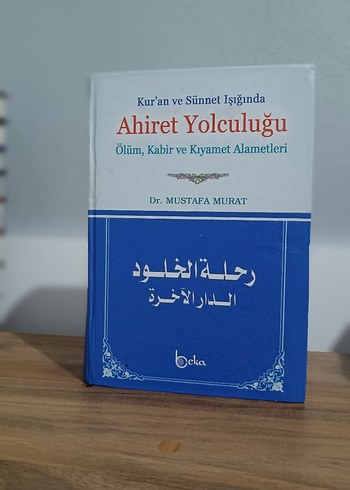 Kur'an ve Sünnet Işığında
Ahiret Yolculuğu
Ölüm, Kabir ve Kıyamet Alametleri
Dr. MUSTAFA MURAT
رحلة الخلود
الدار الآخرة
beka